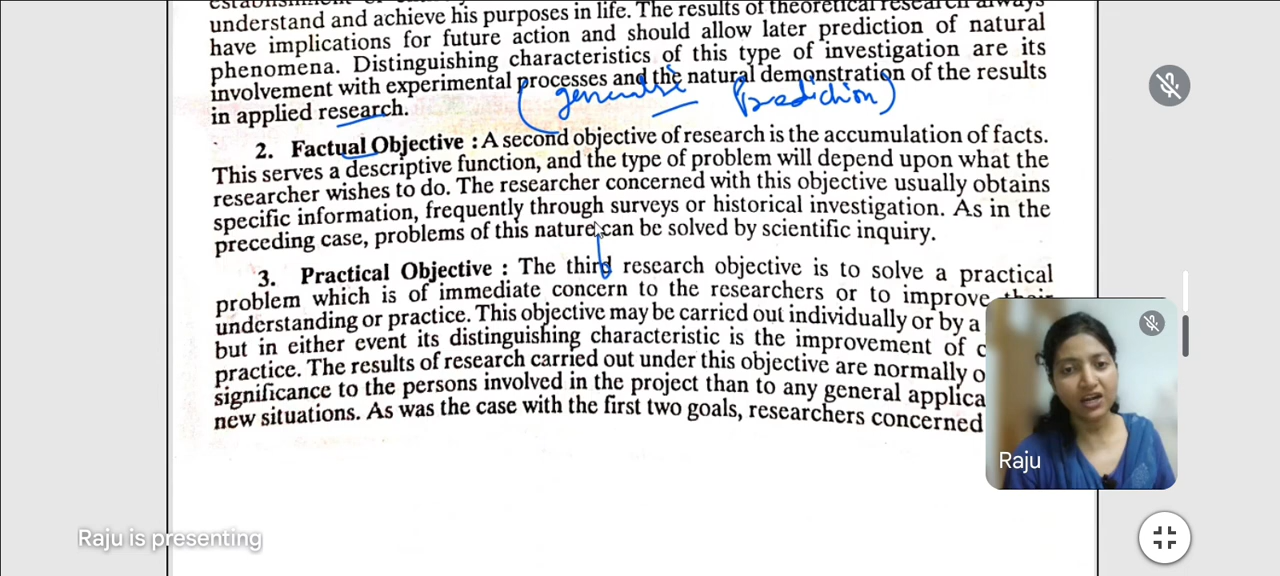 understand and achieve his purposes in life. The results of theoretical research always
have implications for future action and should allow later prediction of natural
phenomena. Distinguishing characteristics of this type of investigation are its
involvement with experimental processes and the natural demonstration of the results
in applied research.
prediction)
2. Factual Objective : A second objective of research is the accumulation of facts.
This serves a descriptive function, and the type of problem will depend upon what the
researcher wishes to do. The researcher concerned with this objective usually obtains
specific information, frequently through surveys or historical investigation. As in the
preceding case, problems of this nature can be solved by scientific inquiry.
3. Practical Objective : The third research objective is to solve a practical
problem which is of immediate concern to the researchers or to improve their
understanding or practice. This objective may be carried out individually or by a
but in either event its distinguishing characteristic is the improvement of c
practice. The results of research carried out under this objective are normally o
significance to the persons involved in the project than to any general applica
new situations. As was the case with the first two goals, researchers concerned
Raju
Raju is presenting